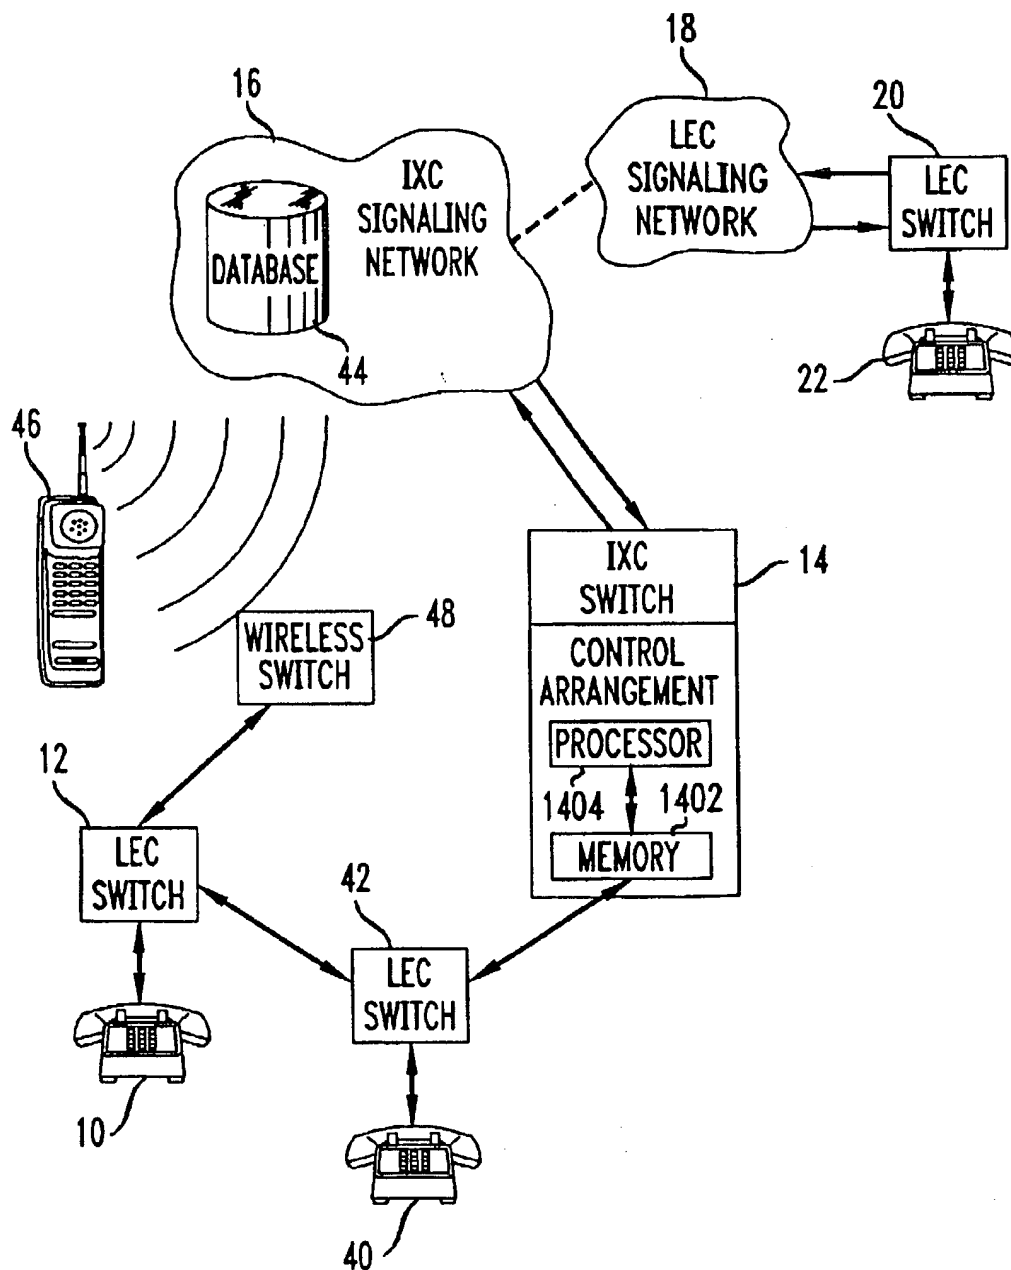 18
16
20
LEC
SIGNALING
NETWORK
LEC
SWITCH
IXC
SIGNALING
NETWORK
DATABASE
44
22
46
IXC
SWITCH
14
CONTROL
ARRANGEMENT
PROCESSOR
1404
1402
MEMORY
WIRELESS
SWITCH
48
12
LEC
SWITCH
42
LEC
SWITCH
10
40